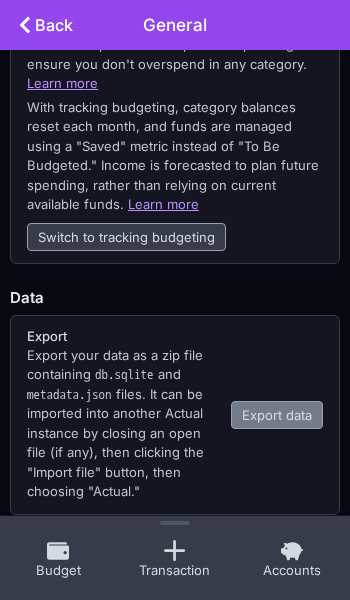 Back
General
ensure you don't overspend in any category.
Learn more
With tracking budgeting, category balances
reset each month, and funds are managed
using a "Saved" metric instead of "To Be
Budgeted." Income is forecasted to plan future
spending, rather than relying on current
available funds. Learn more
Switch to tracking budgeting
Data
Export
Export your data as a zip file
containing db.sqlite and
metadata.json files. It can be
imported into another Actual
instance by closing an open
file (if any), then clicking the
"Import file" button, then
choosing "Actual."
Export data
Budget
Transaction
Accounts